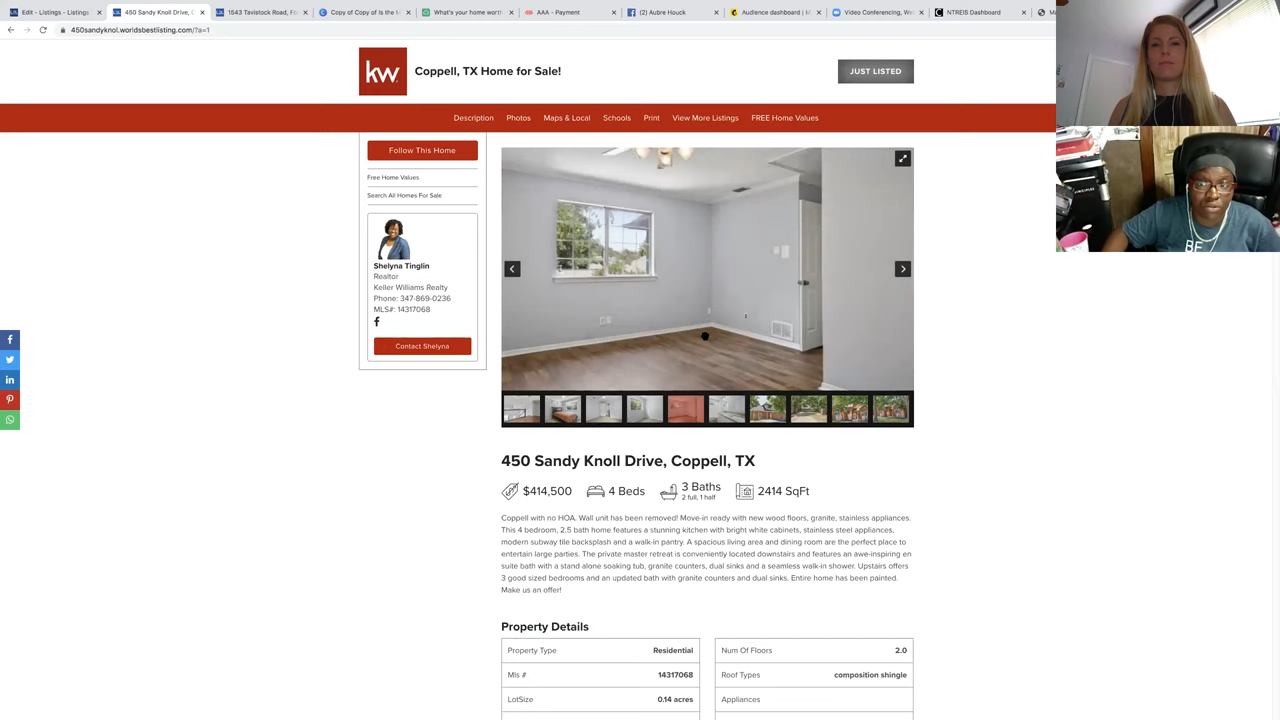 Edit - Listings - Listings
450 Sandy Knoll Drive, C
1543 Tavistock Road, Fo
Copy of Copy of Is the M
What's your home worth
AAA - Payment
(2) Aubre Houck
Audience dashboard | M
Video Conferencing, We
NTREIS Dashboard
450sandyknol.worldsbestlisting.com/?a=1
kw
Coppell, TX Home for Sale!
JUST LISTED
Description
Photos
Maps & Local
Schools
Print
View More Listings
FREE Home Values
Follow This Home
Free Home Values
Search All Homes For Sale
Shelyna Tinglin
Realtor
Keller Williams Realty
Phone: 347-869-0236
MLS#: 14317068
Contact Shelyna
450 Sandy Knoll Drive, Coppell, TX
$414,500
4 Beds
3 Baths
2 full, 1 half
2414 SqFt
Coppell with no HOA. Wall unit has been removed! Move-in ready with new wood floors, granite, stainless appliances.
This 4 bedroom, 2.5 bath home features a stunning kitchen with bright white cabinets, stainless steel appliances,
modern subway tile backsplash and a walk-in pantry. A spacious living area and dining room are the perfect place to
entertain large parties. The private master retreat is conveniently located downstairs and features an awe-inspiring en
suite bath with a stand alone soaking tub, granite counters, dual sinks and a seamless walk-in shower. Upstairs offers
3 good sized bedrooms and an updated bath with granite counters and dual sinks. Entire home has been painted.
Make us an offer!
Property Details
Property Type Residential
Mls # 14317068
LotSize 0.14 acres
Num Of Floors 2.0
Roof Types composition shingle
Appliances
BE